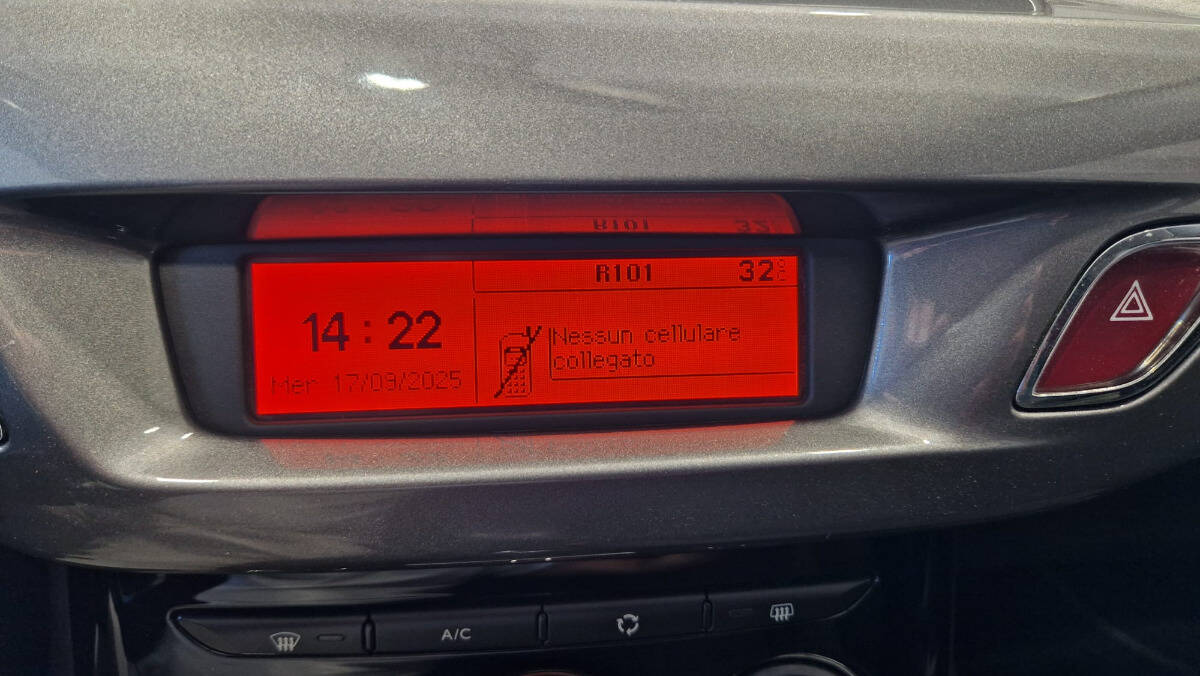 R101 32°C
14:22
Nessun cellulare
collegato
Mer 17/09/2025
A/C